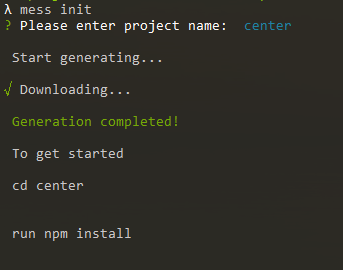 λ mess init
? Please enter project name:  center
Start generating...
√ Downloading...
Generation completed!
To get started
cd center
run npm install